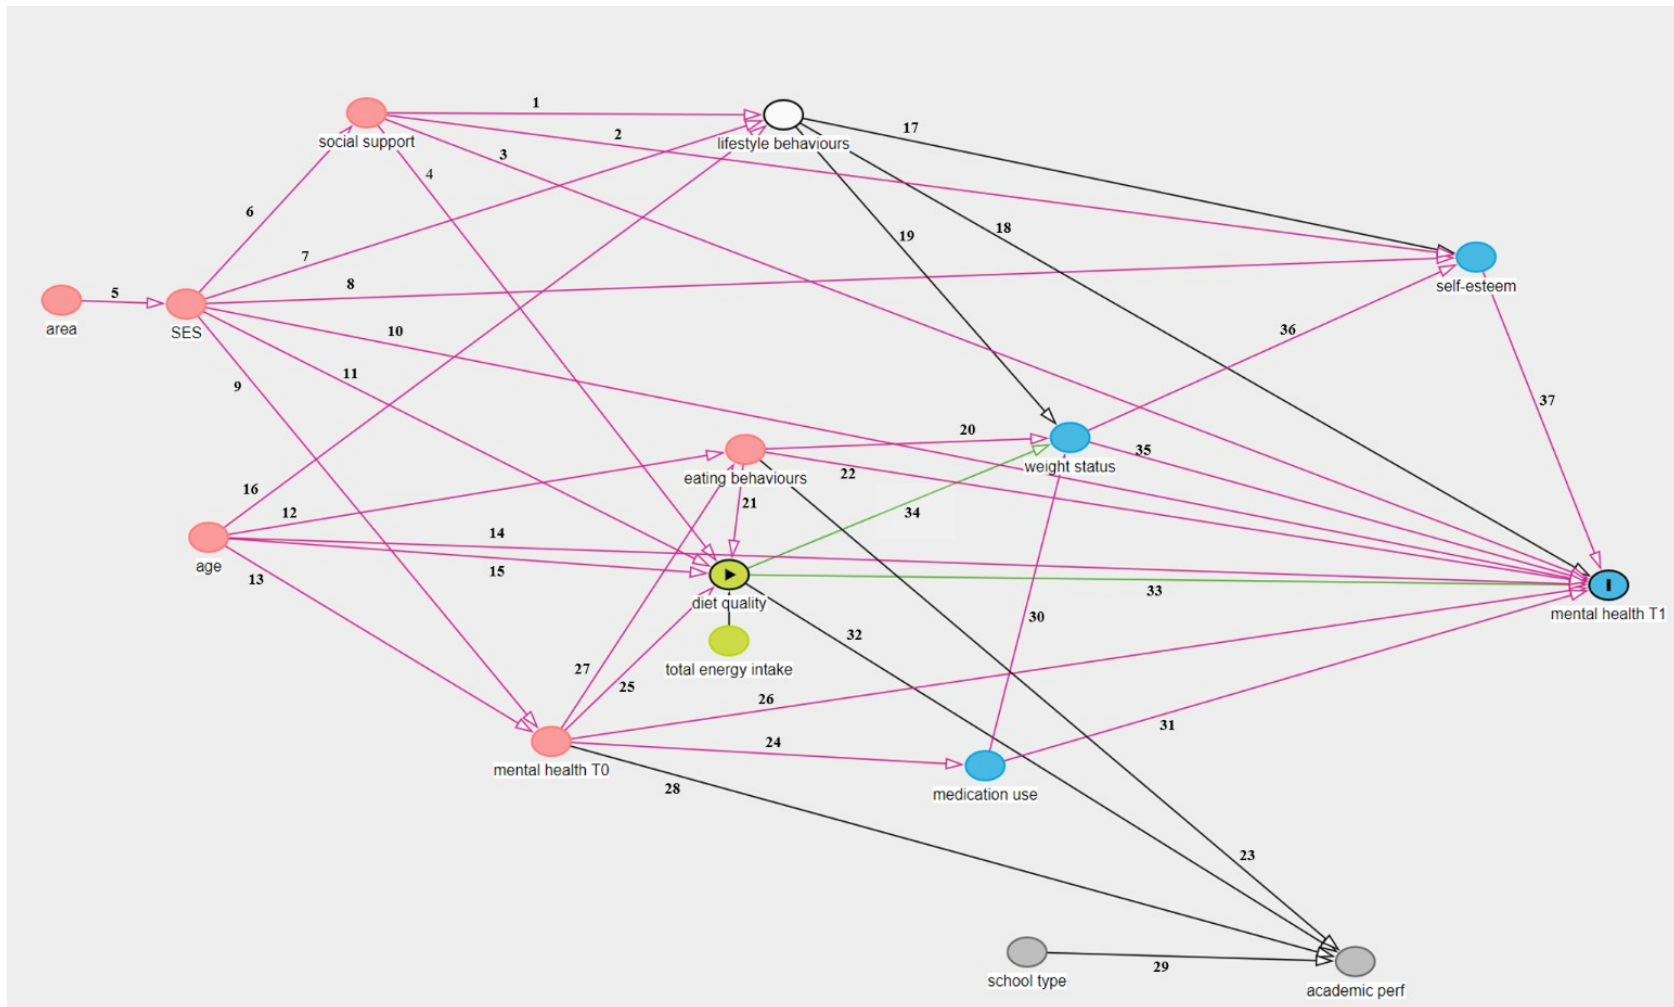 1
social support
lifestyle behaviours
17
2
3
4
6
7
19
18
8
self-esteem
5
area
SES
10
36
11
9
37
20
35
eating behaviours
22
weight status
16
12
21
34
14
age
15
13
33
diet quality
mental health T1
30
32
total energy intake
27
25
26
31
24
mental health T0
28
medication use
23
29
school type
academic perf